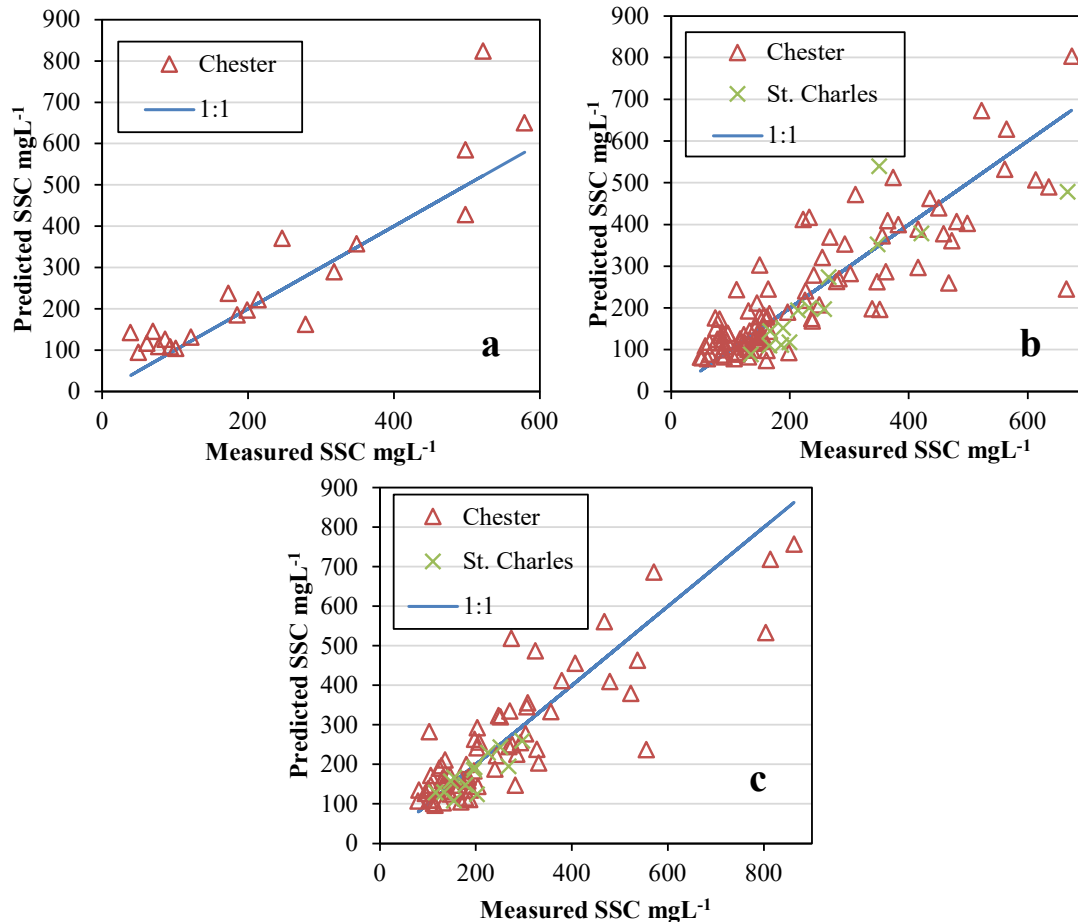 900
800
700
600
500
400
300
200
100
0
Predicted SSC mgL⁻¹
Chester
1:1
a
0 200 400 600
Measured SSC mgL⁻¹
900
800
700
600
500
400
300
200
100
0
Predicted SSC mgL⁻¹
Chester
St. Charles
1:1
b
0 200 400 600
Measured SSC mgL⁻¹
900
800
700
600
500
400
300
200
100
0
Predicted SSC mgL⁻¹
Chester
St. Charles
1:1
c
0 200 400 600 800
Measured SSC mgL⁻¹